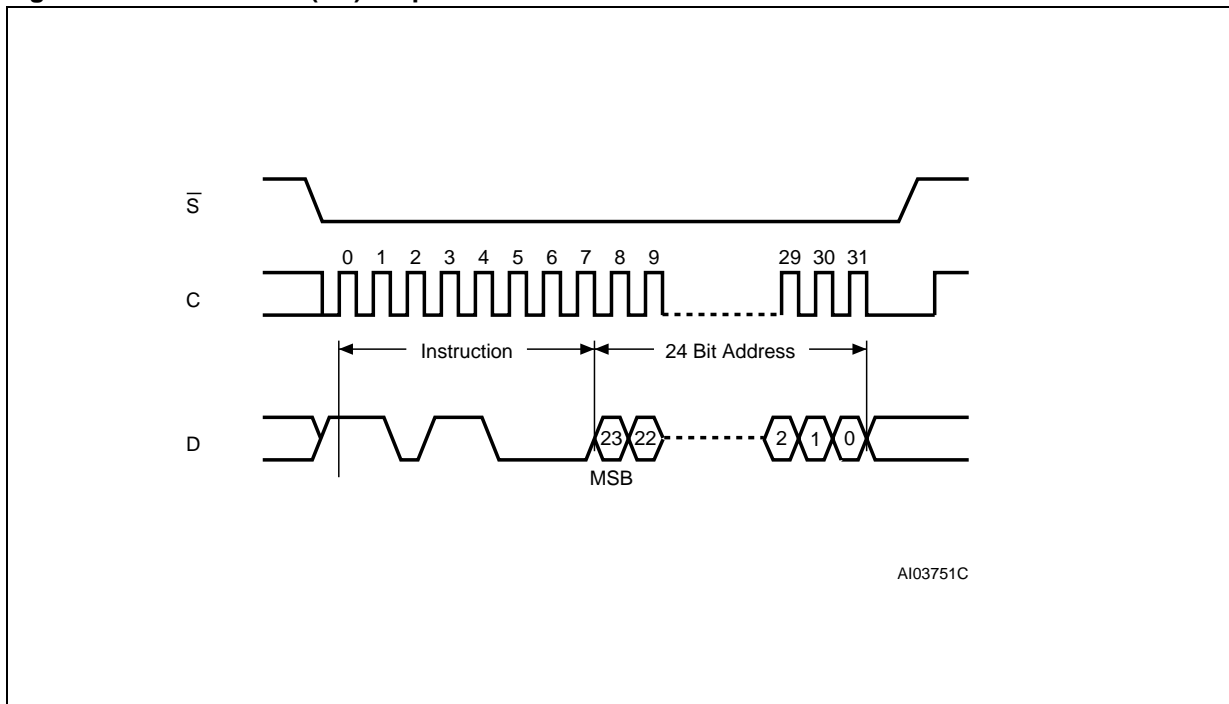 S̅
0 1 2 3 4 5 6 7 8 9 29 30 31
C
Instruction 24 Bit Address
D
23 22 2 1 0
MSB
AI03751C